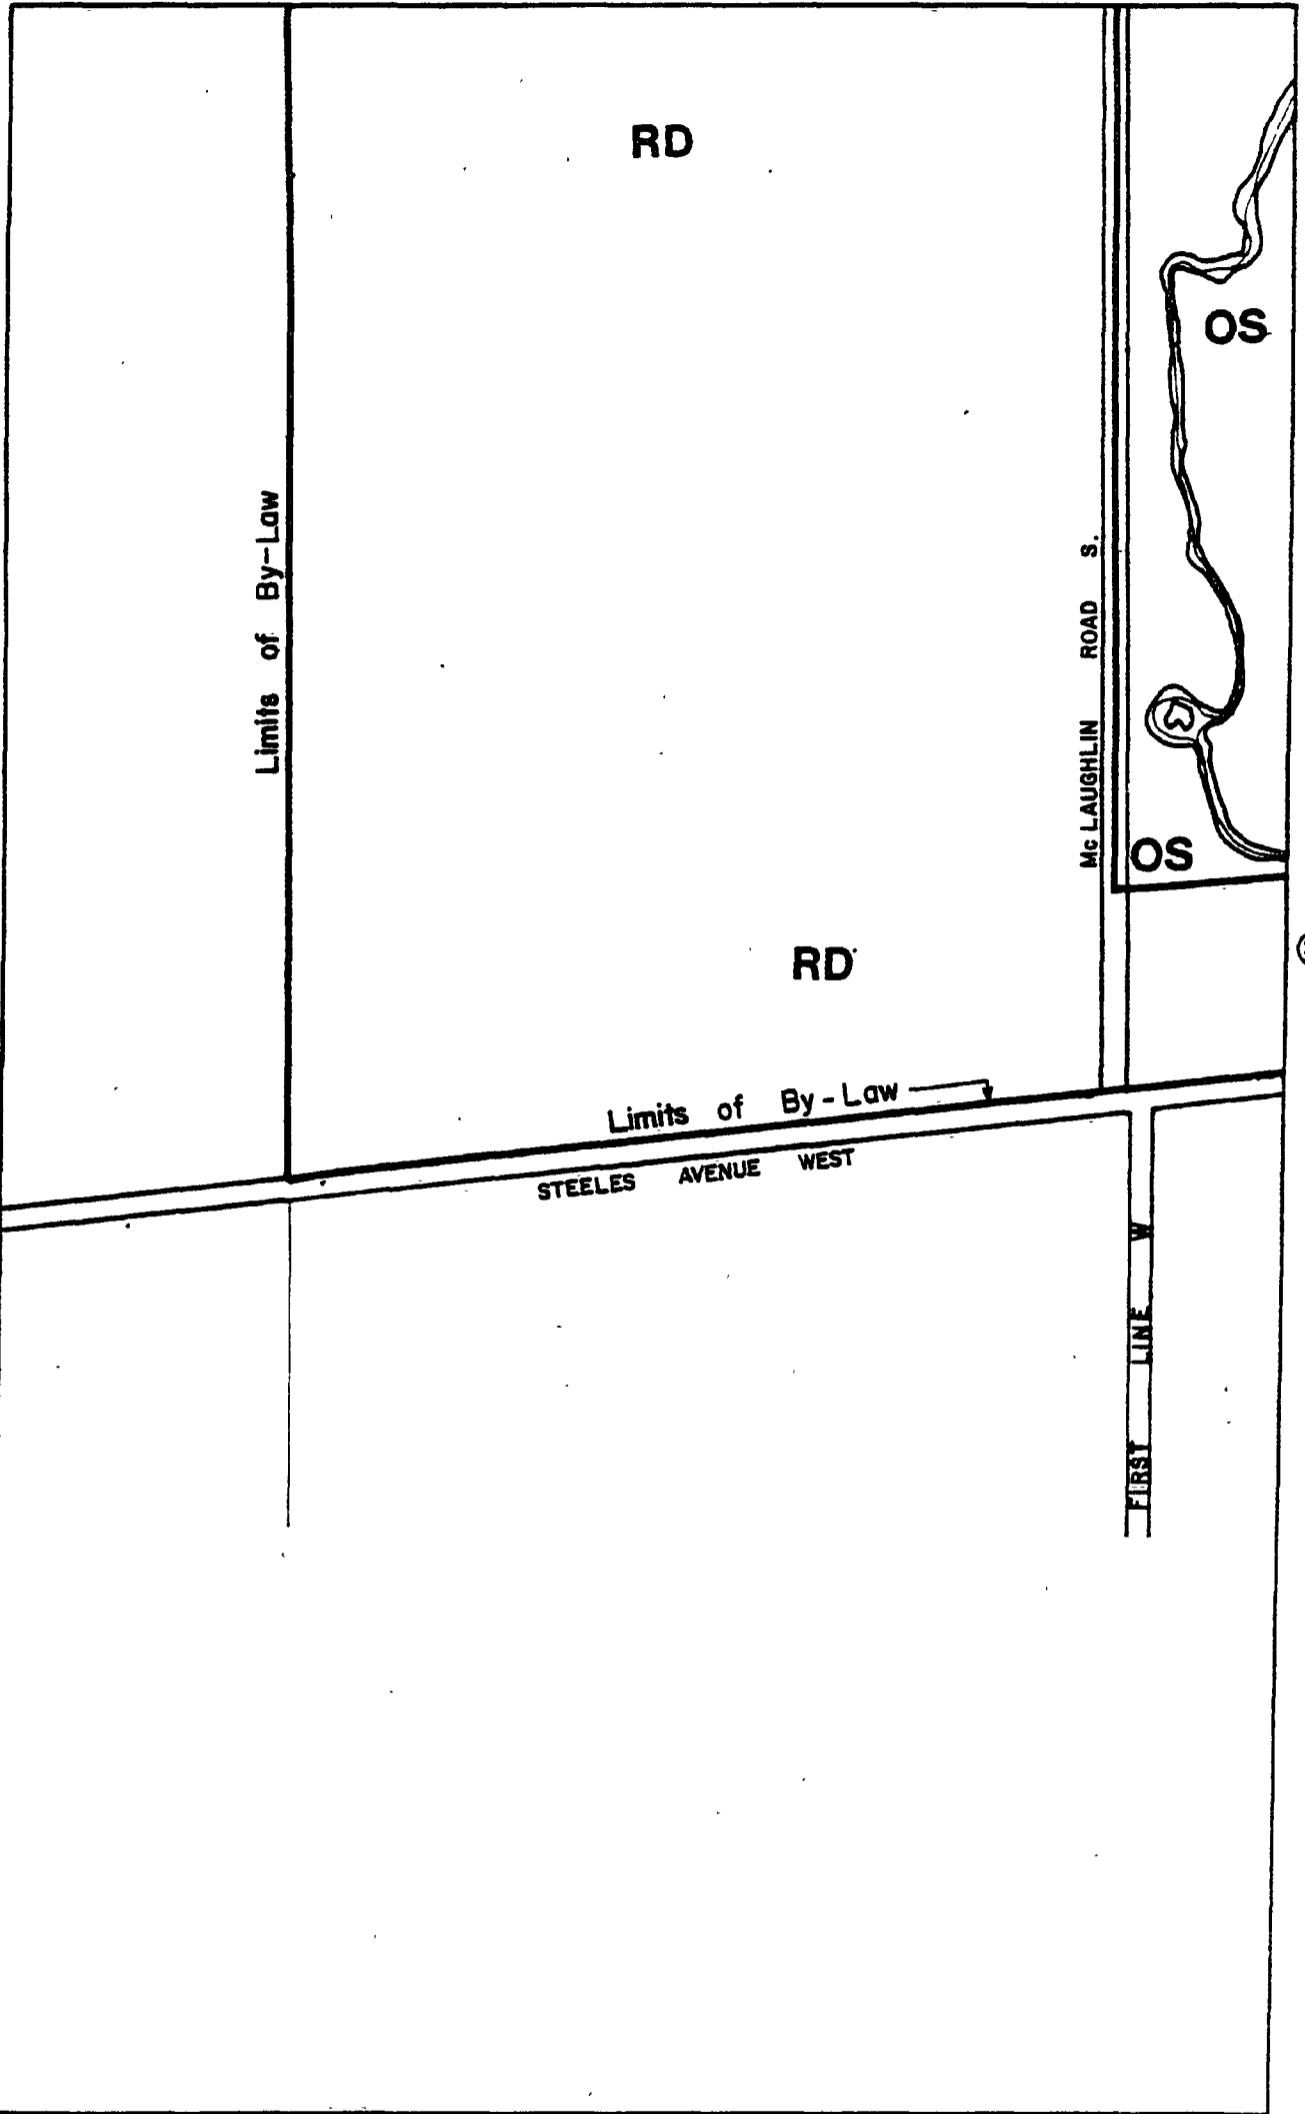 RD
OS
Limits of By-Law
Mc LAUGHLIN ROAD S.
OS
RD
Limits of By-Law
STEELES AVENUE WEST
FIRST LINE W